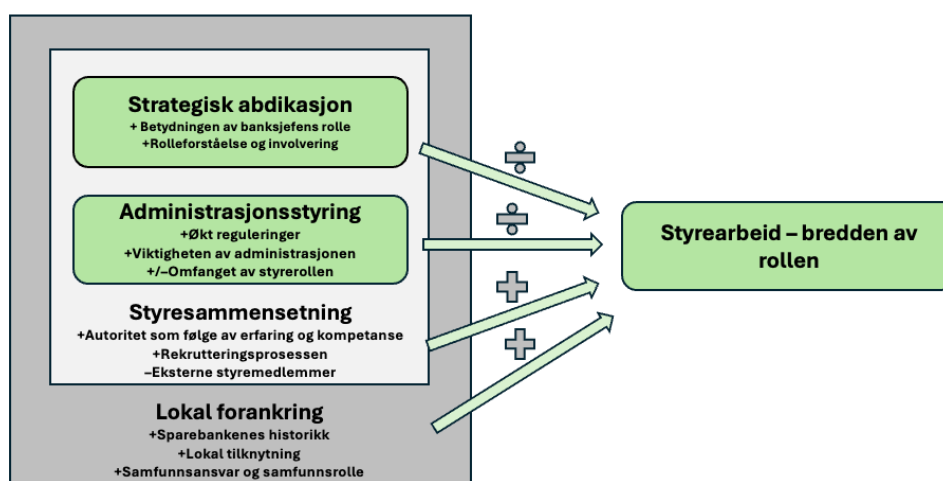 Strategisk abdikasjon
+ Betydningen av banksjefens rolle
+Rolleforståelse og involvering
Administrasjonsstyring
+Økt reguleringer
+Viktigheten av administrasjonen
+/–Omfanget av styrerollen
Styresammensetning
+Autoritet som følge av erfaring og kompetanse
+Rekrutteringsprosessen
–Eksterne styremedlemmer
Lokal forankring
+Sparebankenes historikk
+Lokal tilknytning
+Samfunnsansvar og samfunnsrolle
÷
÷
+
+
Styrearbeid – bredden av
rollen